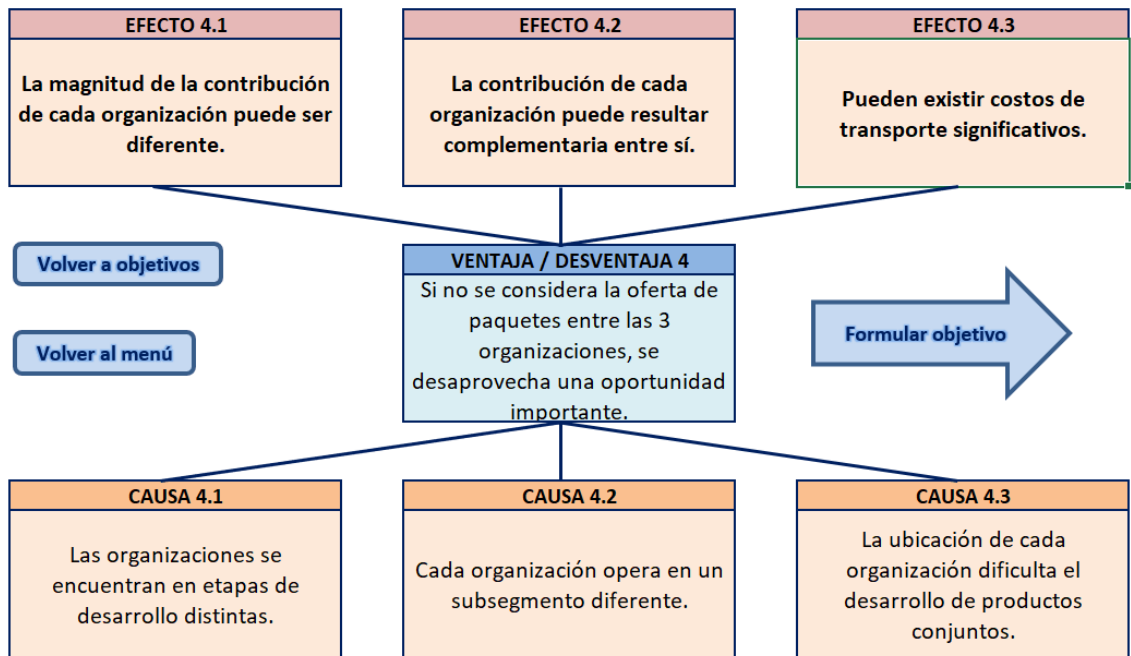 EFECTO 4.1
La magnitud de la contribución
de cada organización puede ser
diferente.
EFECTO 4.2
La contribución de cada
organización puede resultar
complementaria entre sí.
EFECTO 4.3
Pueden existir costos de
transporte significativos.
Volver a objetivos
Volver al menú
VENTAJA / DESVENTAJA 4
Si no se considera la oferta de
paquetes entre las 3
organizaciones, se
desaprovecha una oportunidad
importante.
Formular objetivo
CAUSA 4.1
Las organizaciones se
encuentran en etapas de
desarrollo distintas.
CAUSA 4.2
Cada organización opera en un
subsegmento diferente.
CAUSA 4.3
La ubicación de cada
organización dificulta el
desarrollo de productos
conjuntos.